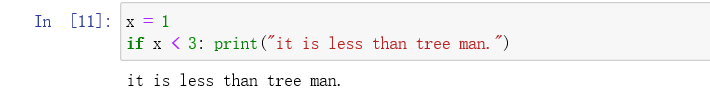 In [11]: x = 1
if x < 3: print("it is less than tree man.")
it is less than tree man.